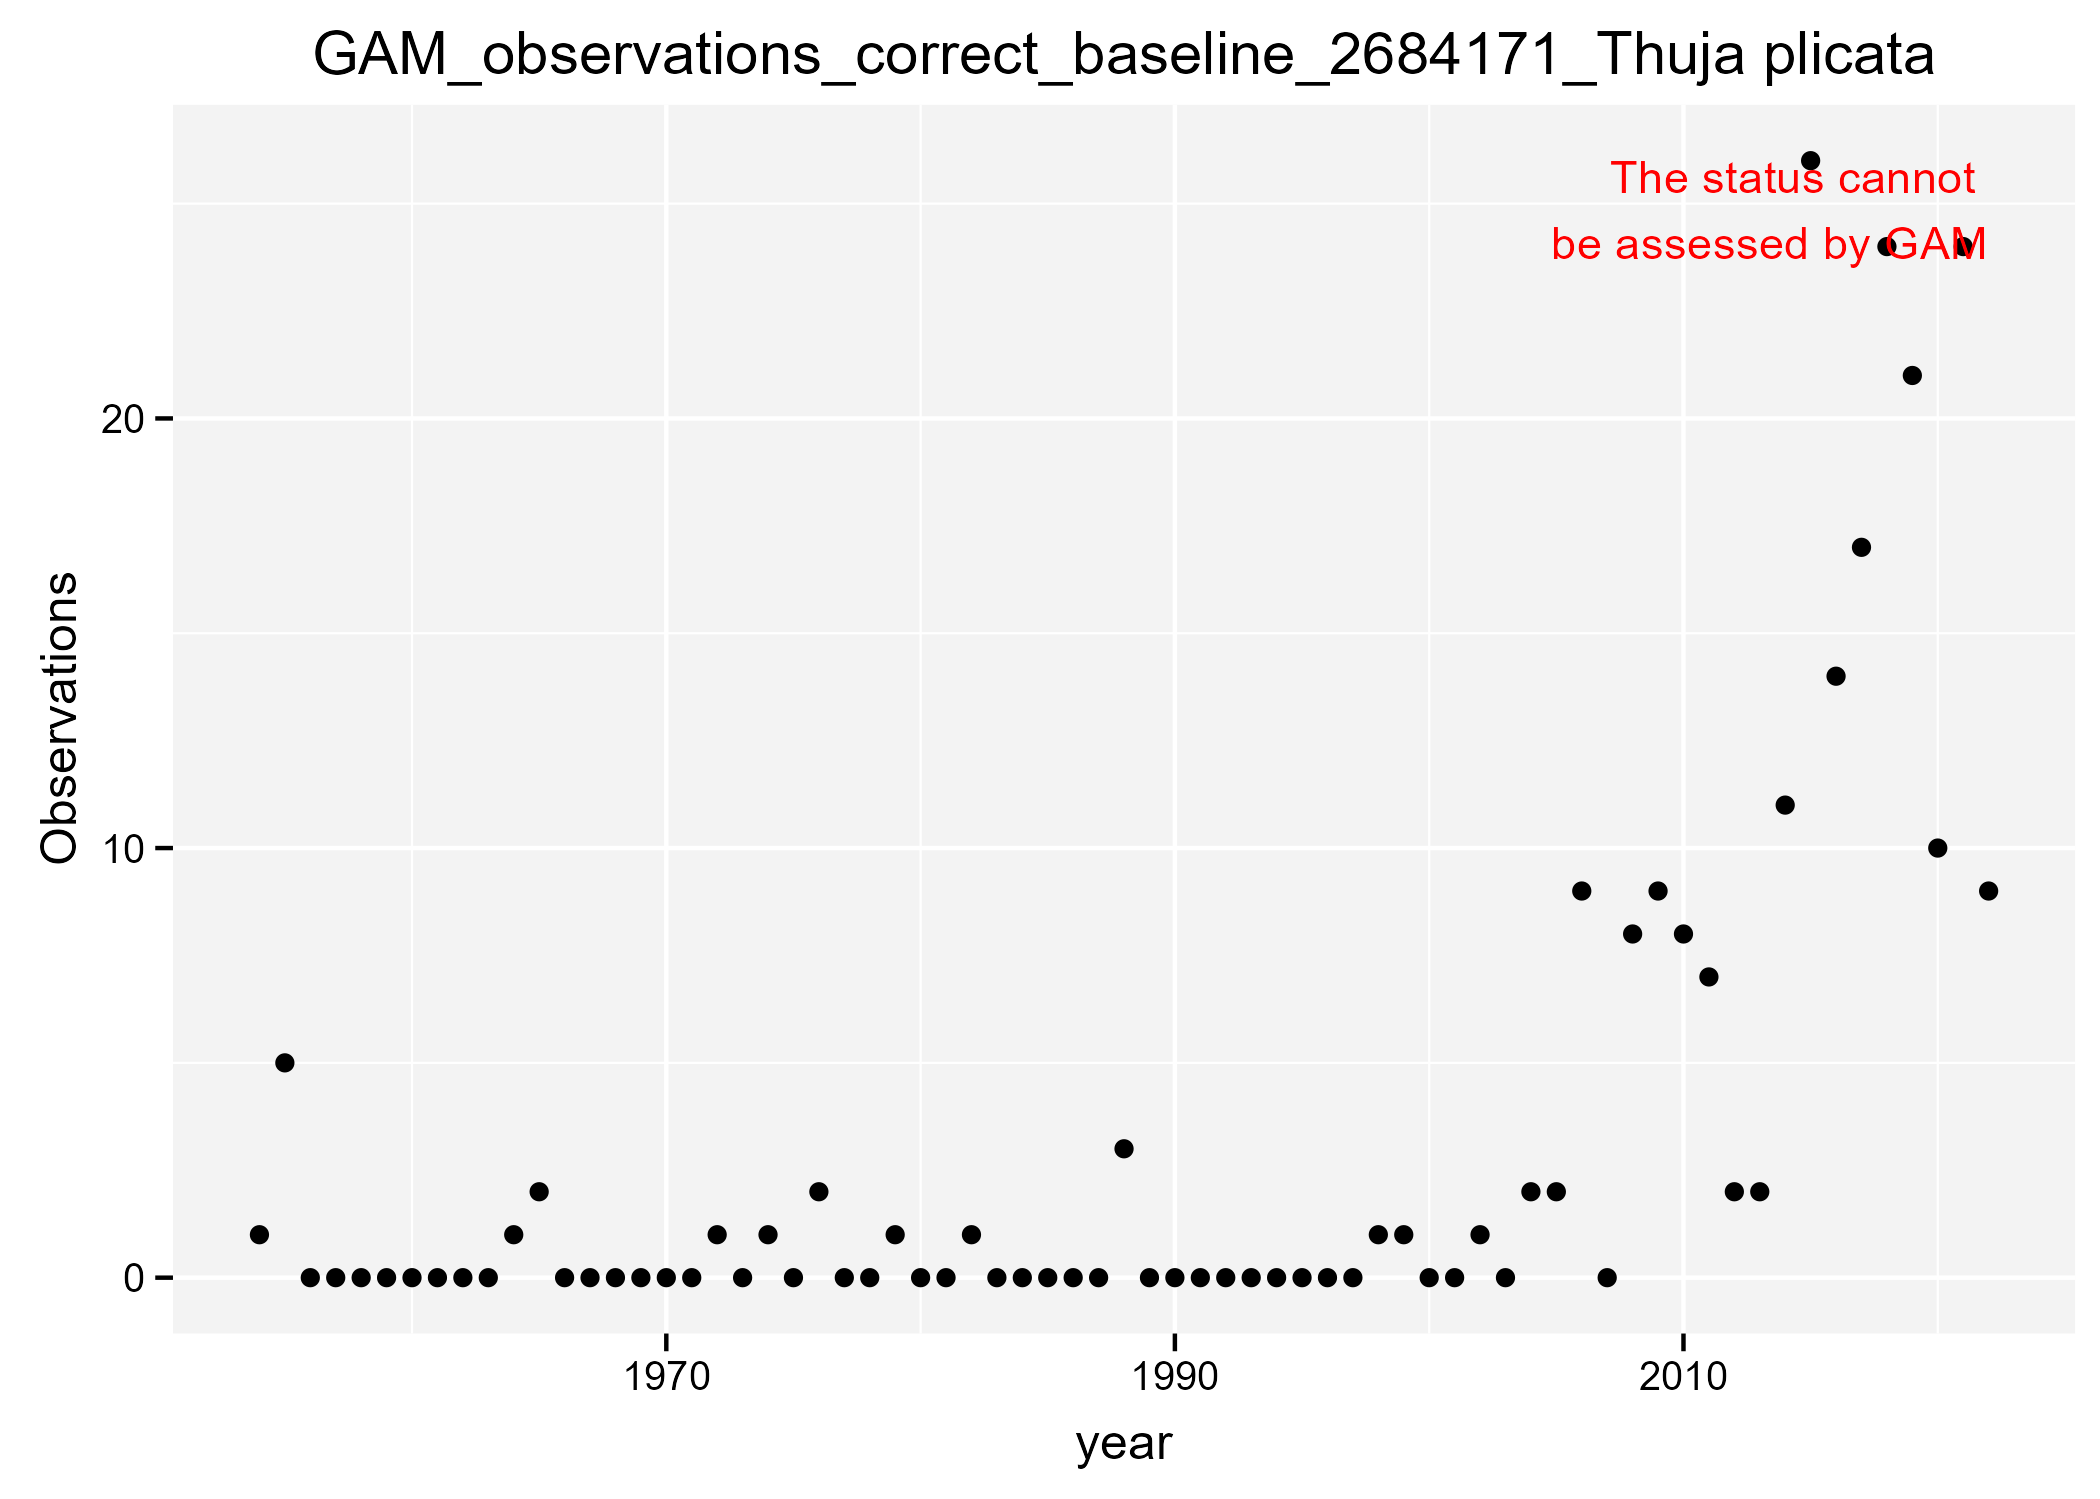 GAM_observations_correct_baseline_2684171_Thuja plicata
The status cannot
be assessed by GAM
Observations
20
10
0
1970
1990
2010
year